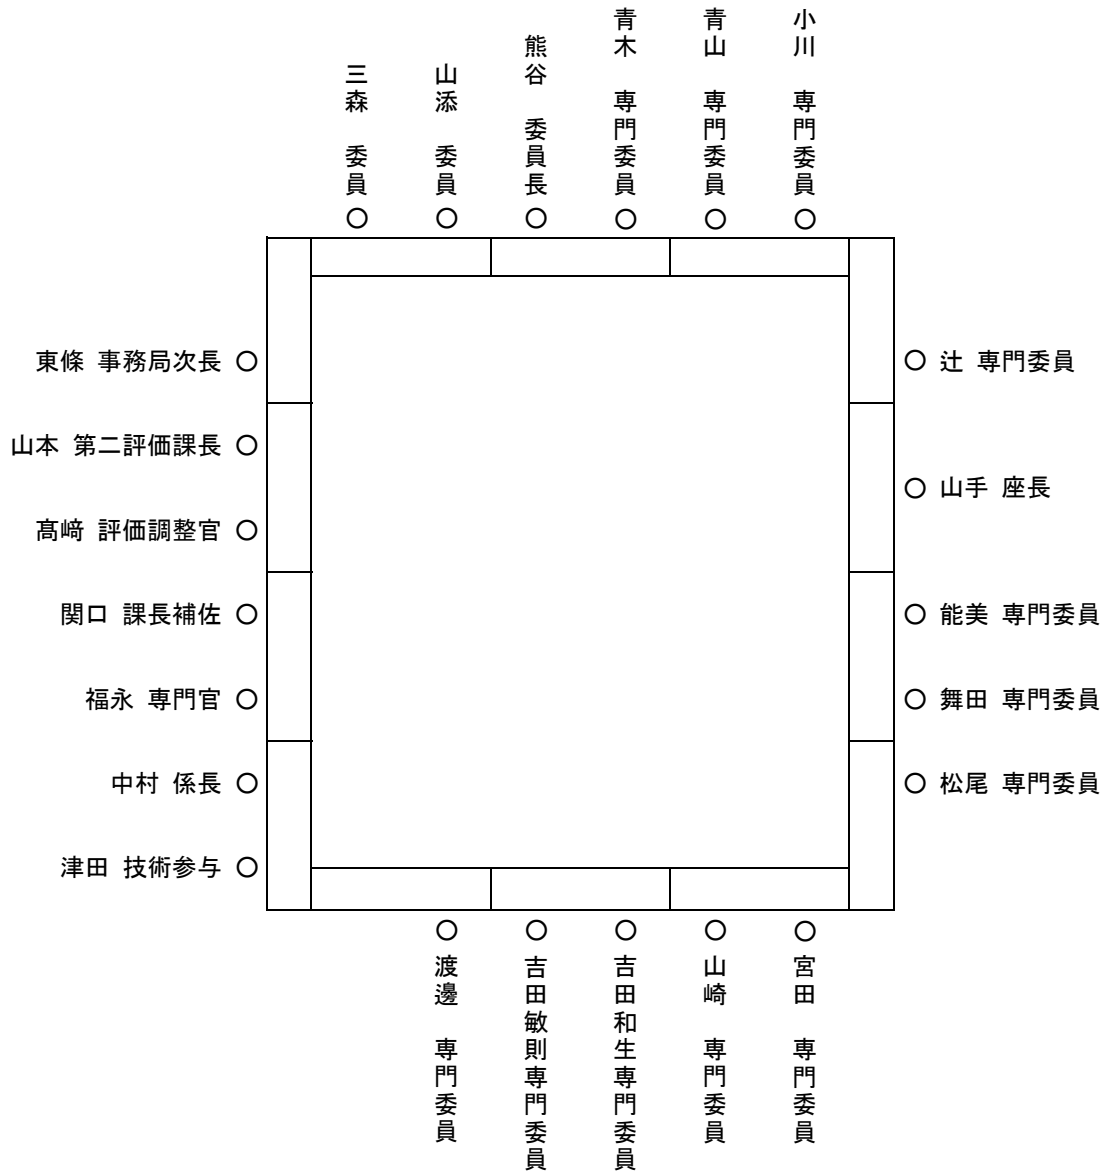 三森 委員
山添 委員
熊谷 委員長
青木 専門委員
青山 専門委員
小川 専門委員
東條 事務局次長
山本 第二評価課長
髙﨑 評価調整官
関口 課長補佐
福永 専門官
中村 係長
津田 技術参与
辻 専門委員
山手 座長
能美 専門委員
舞田 専門委員
松尾 専門委員
渡邊 専門委員
吉田敏則専門委員
吉田和生専門委員
山崎 専門委員
宮田 専門委員